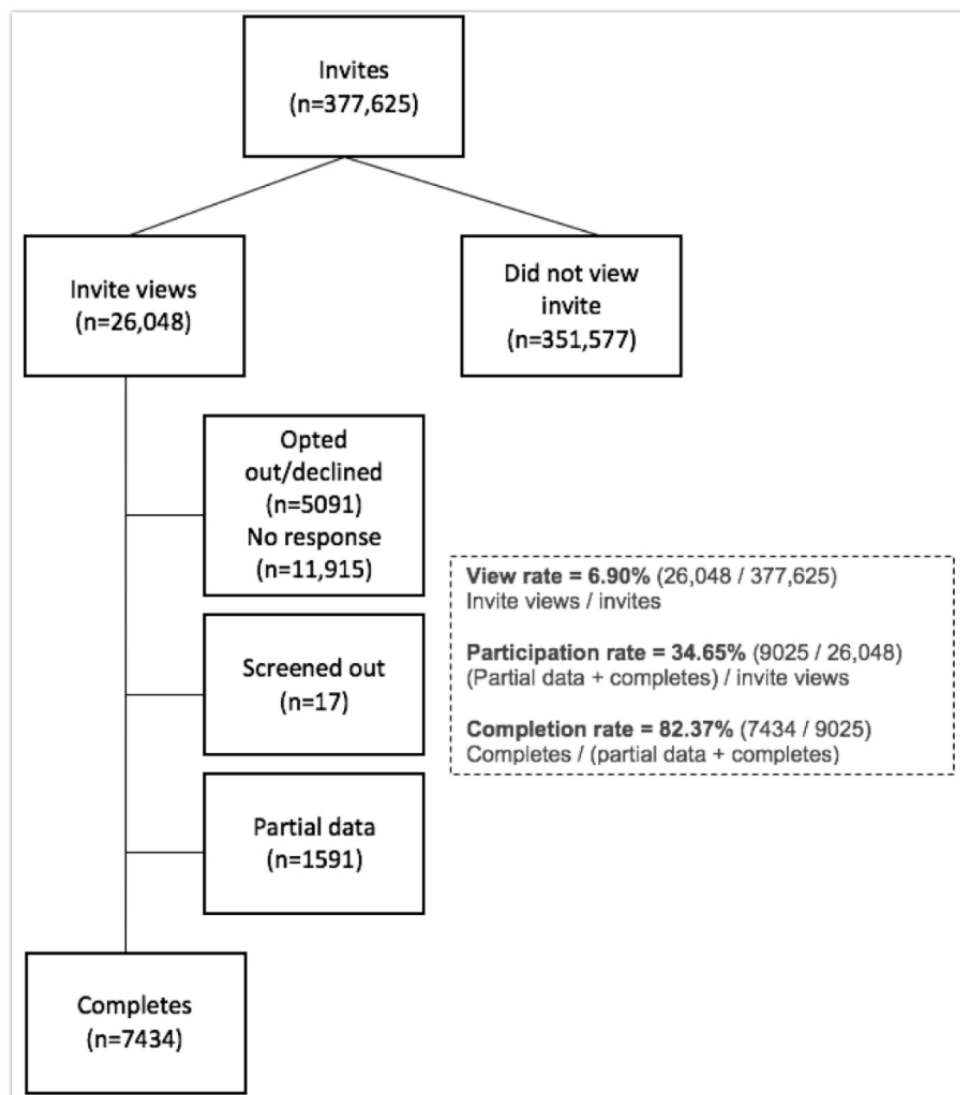 Invites
(n=377,625)
Invite views
(n=26,048)
Did not view
invite
(n=351,577)
Opted
out/declined
(n=5091)
No response
(n=11,915)
Screened out
(n=17)
Partial data
(n=1591)
Completes
(n=7434)
View rate = 6.90% (26,048 / 377,625)
Invite views / invites
Participation rate = 34.65% (9025 / 26,048)
(Partial data + completes) / invite views
Completion rate = 82.37% (7434 / 9025)
Completes / (partial data + completes)